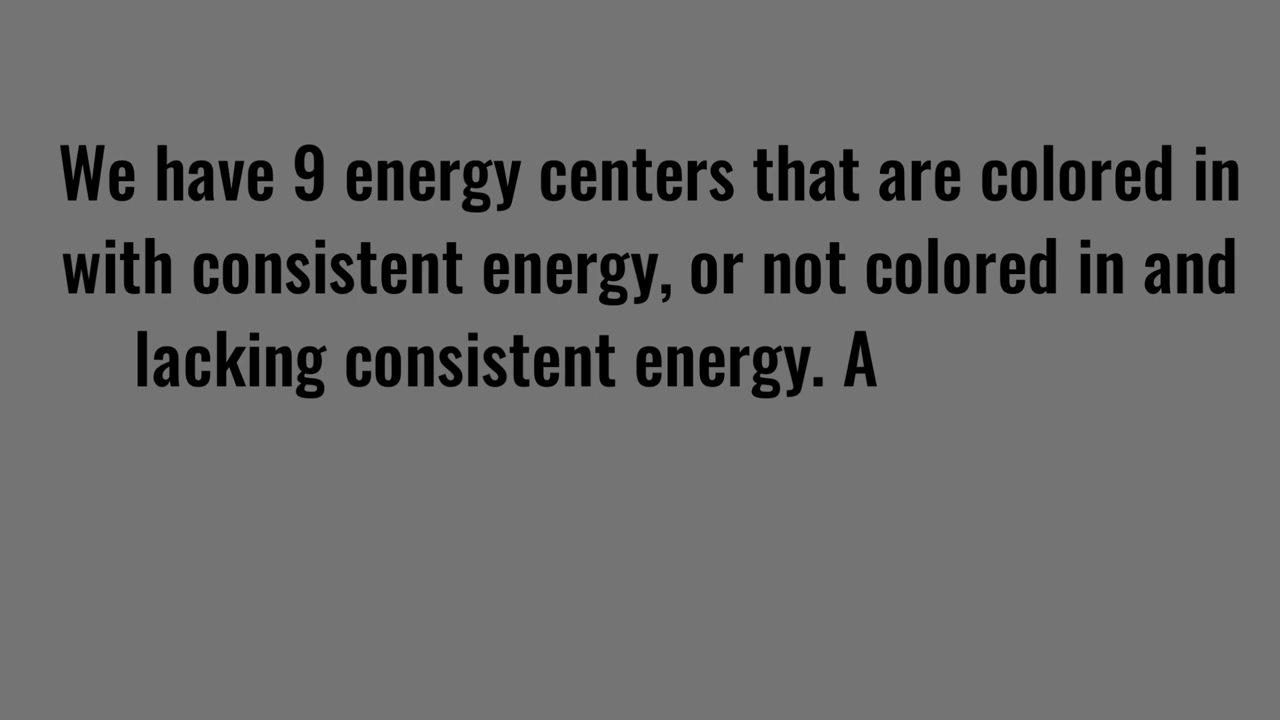 We have 9 energy centers that are colored in
with consistent energy, or not colored in and
lacking consistent energy. A